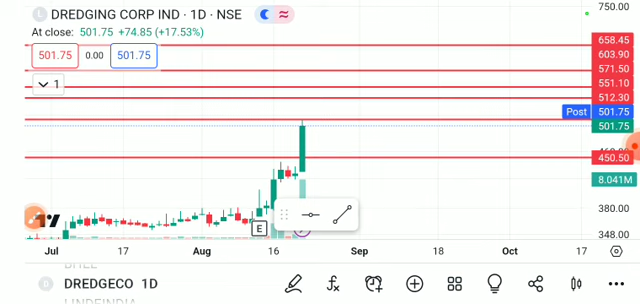 L DREDGING CORP IND · 1D · NSE
At close: 501.75 +74.85 (+17.53%)
501.75 0.00 501.75
1
750.00
658.45
603.90
571.50
551.10
512.30
Post 501.75
501.75
450.50
8.041M
380.00
348.00
E
Jul 17 Aug 16 Sep 18 Oct 17
BHEL
D DREDGECO 1D
LINDEINDIA